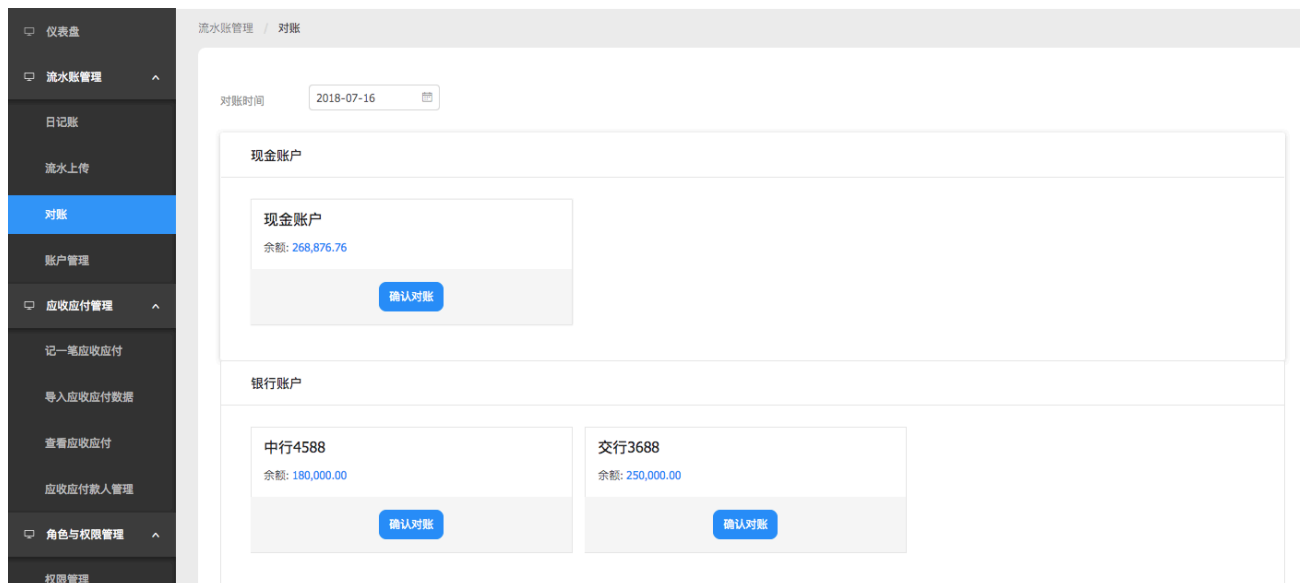 仪表盘
流水账管理
日记账
流水上传
对账
账户管理
应收应付管理
记一笔应收应付
导入应收应付数据
查看应收应付
应收应付款人管理
角色与权限管理
权限管理
流水账管理 / 对账
对账时间 2018-07-16
现金账户
现金账户
余额: 268,876.76
确认对账
银行账户
中行4588
余额: 180,000.00
确认对账
交行3688
余额: 250,000.00
确认对账